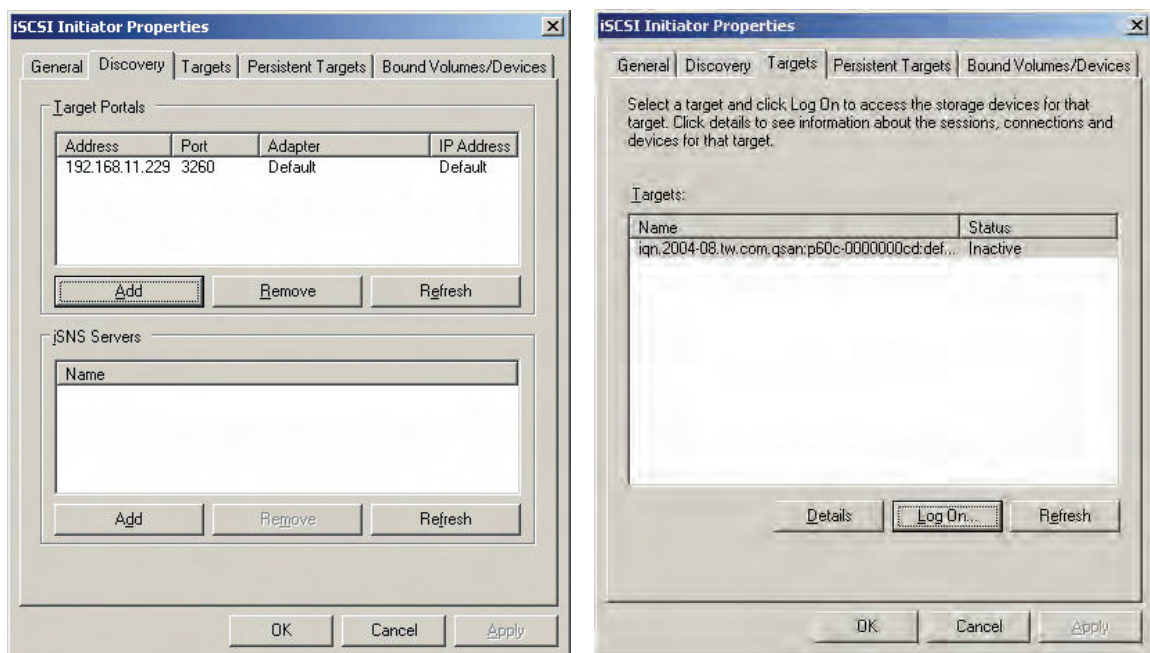 iSCSI Initiator Properties
General Discovery Targets Persistent Targets Bound Volumes/Devices
Target Portals
Address Port Adapter IP Address
192.168.11.229 3260 Default Default
Add Remove Refresh
iSNS Servers
Name
Add Remove Refresh
OK Cancel Apply
iSCSI Initiator Properties
General Discovery Targets Persistent Targets Bound Volumes/Devices
Select a target and click Log On to access the storage devices for that
target. Click details to see information about the sessions, connections and
devices for that target.
Targets:
Name Status
iqn.2004-08.tw.com.qsan:p60c-0000000cd:def... Inactive
Details Log On... Refresh
OK Cancel Apply